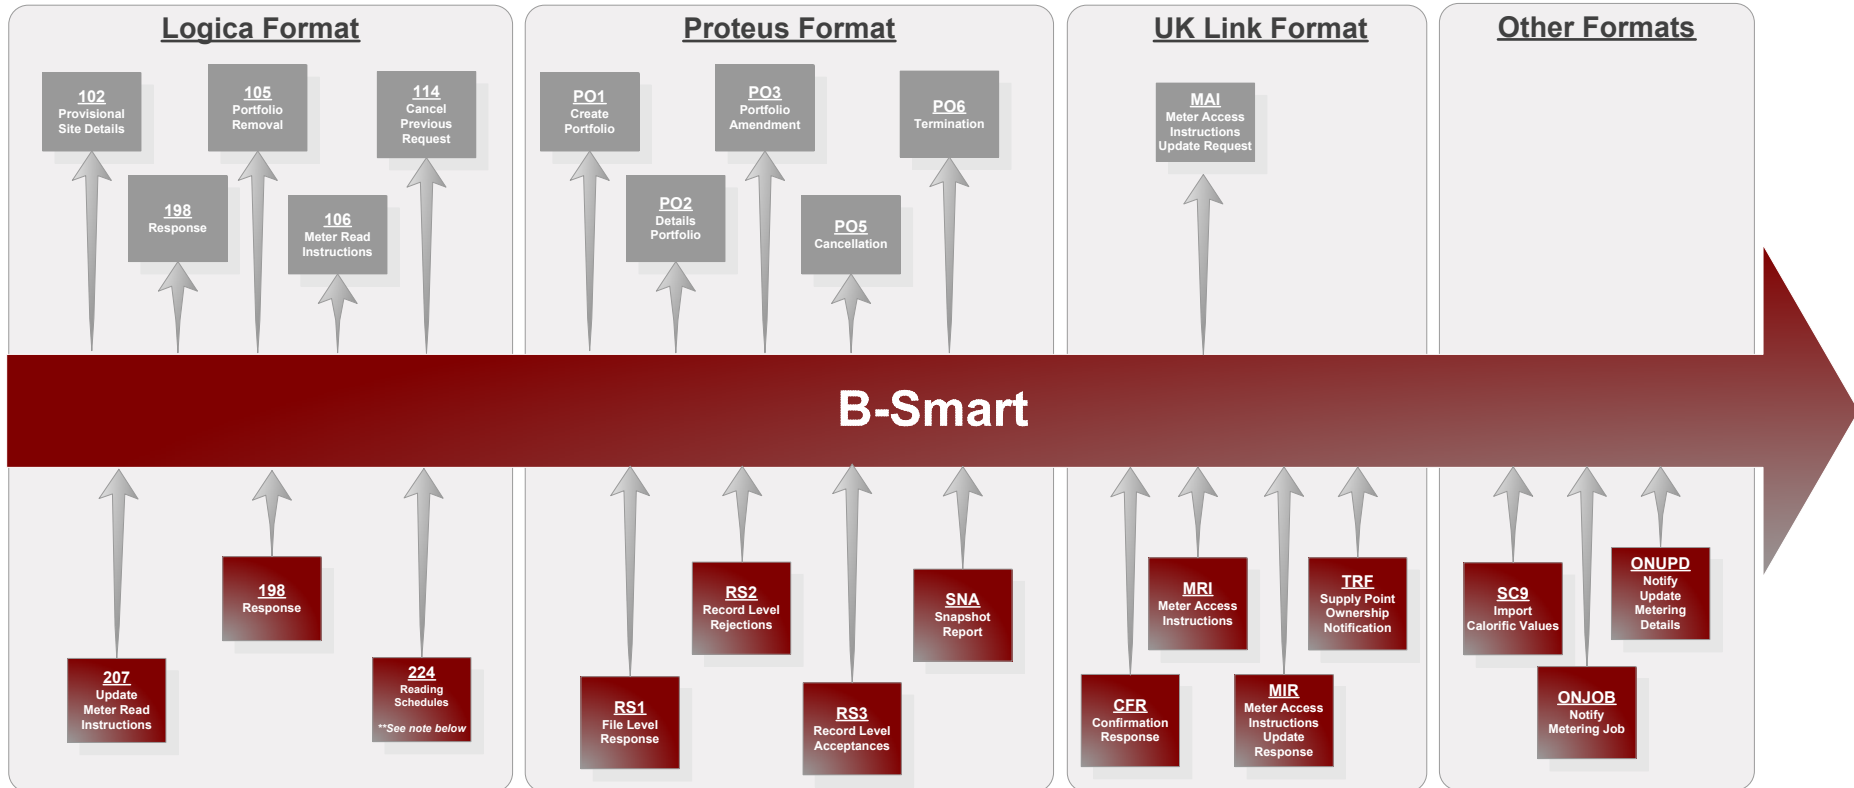 Logica Format
102
Provisional
Site Details
105
Portfolio
Removal
114
Cancel
Previous
Request
198
Response
106
Meter Read
Instructions
Proteus Format
PO1
Create
Portfolio
PO3
Portfolio
Amendment
PO6
Termination
PO2
Details
Portfolio
PO5
Cancellation
UK Link Format
MAI
Meter Access
Instructions
Update Request
Other Formats
B-Smart
198
Response
207
Update
Meter Read
Instructions
224
Reading
Schedules
**See note below
RS2
Record Level
Rejections
SNA
Snapshot
Report
RS1
File Level
Response
RS3
Record Level
Acceptances
MRI
Meter Access
Instructions
TRF
Supply Point
Ownership
Notification
CFR
Confirmation
Response
MIR
Meter Access
Instructions
Update
Response
SC9
Import
Calorific Values
ONUPD
Notify
Update
Metering
Details
ONJOB
Notify
Metering Job